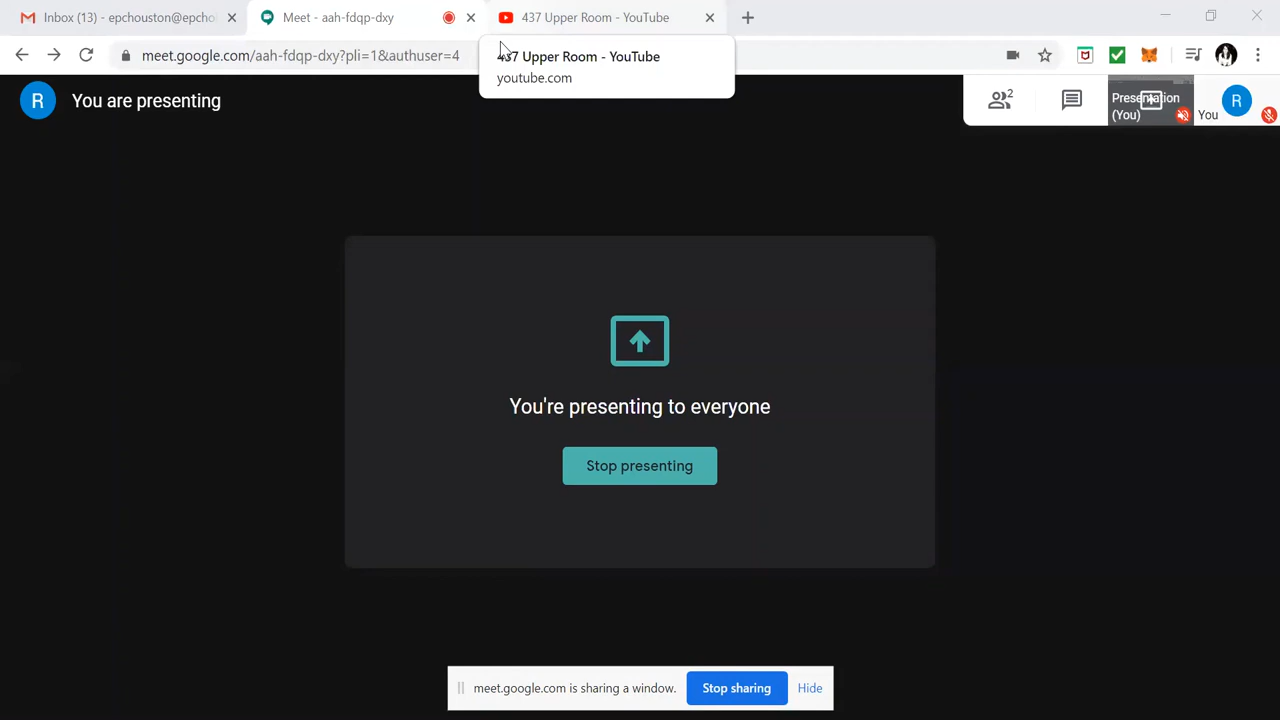 Inbox (13) - epchouston@epcho
Meet - aah-fdqp-dxy
437 Upper Room - YouTube
meet.google.com/aah-fdqp-dxy?pli=1&authuser=4
437 Upper Room - YouTube
youtube.com
R
You are presenting
2
Presentation
(You)
You
R
You're presenting to everyone
Stop presenting
meet.google.com is sharing a window.
Stop sharing
Hide